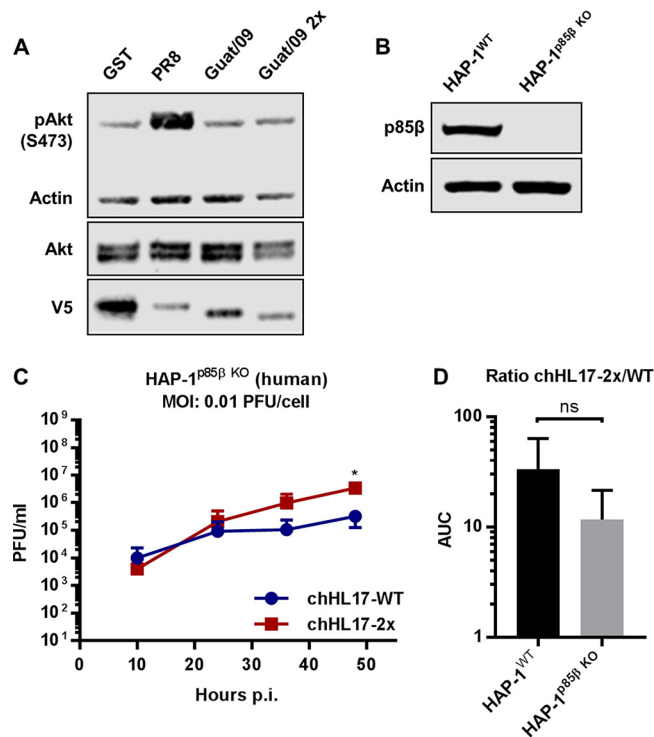 A
GST
PR8
Guat/09
Guat/09 2x
pAkt
(S473)
Actin
Akt
V5
B
HAP-1WT
HAP-1p85β KO
p85β
Actin
C
HAP-1p85β KO (human)
MOI: 0.01 PFU/cell
PFU/ml
10⁹
10⁸
10⁷
10⁶
10⁵
10⁴
10³
10²
10¹
*
chHL17-WT
chHL17-2x
0
10
20
30
40
50
Hours p.i.
D
Ratio chHL17-2x/WT
ns
AUC
100
10
1
HAP-1WT
HAP-1p85β KO